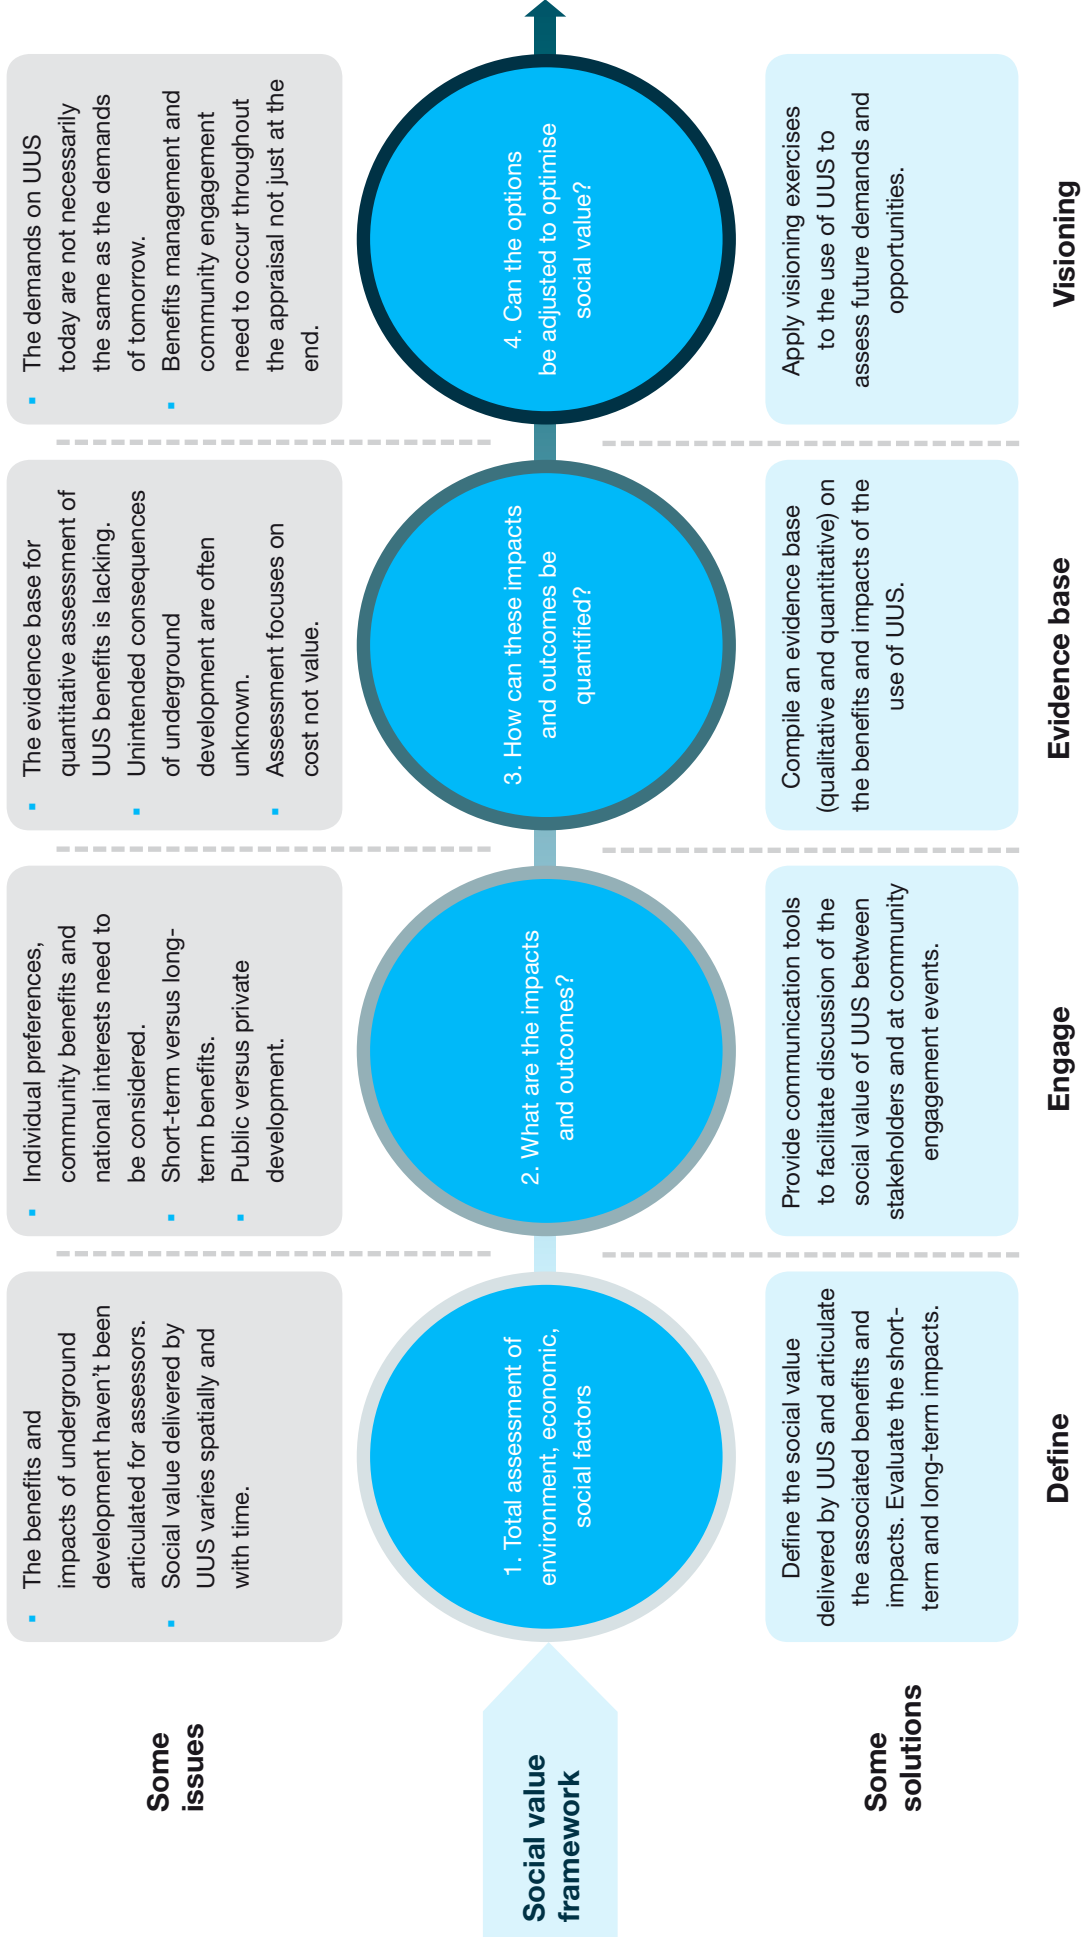 Some
issues
The benefits and
impacts of underground
development haven't been
articulated for assessors.
Social value delivered by
UUS varies spatially and
with time.
Individual preferences,
community benefits and
national interests need to
be considered.
Short-term versus long-
term benefits.
Public versus private
development.
The evidence base for
quantitative assessment of
UUS benefits is lacking.
Unintended consequences
of underground
development are often
unknown.
Assessment focuses on
cost not value.
The demands on UUS
today are not necessarily
the same as the demands
of tomorrow.
Benefits management and
community engagement
need to occur throughout
the appraisal not just at the
end.
Social value
framework
1. Total assessment of
environment, economic,
social factors
2. What are the impacts
and outcomes?
3. How can these impacts
and outcomes be
quantified?
4. Can the options
be adjusted to optimise
social value?
Some
solutions
Define the social value
delivered by UUS and articulate
the associated benefits and
impacts. Evaluate the short-
term and long-term impacts.
Provide communication tools
to facilitate discussion of the
social value of UUS between
stakeholders and at community
engagement events.
Compile an evidence base
(qualitative and quantitative) on
the benefits and impacts of the
use of UUS.
Apply visioning exercises
to the use of UUS to
assess future demands and
opportunities.
Define
Engage
Evidence base
Visioning